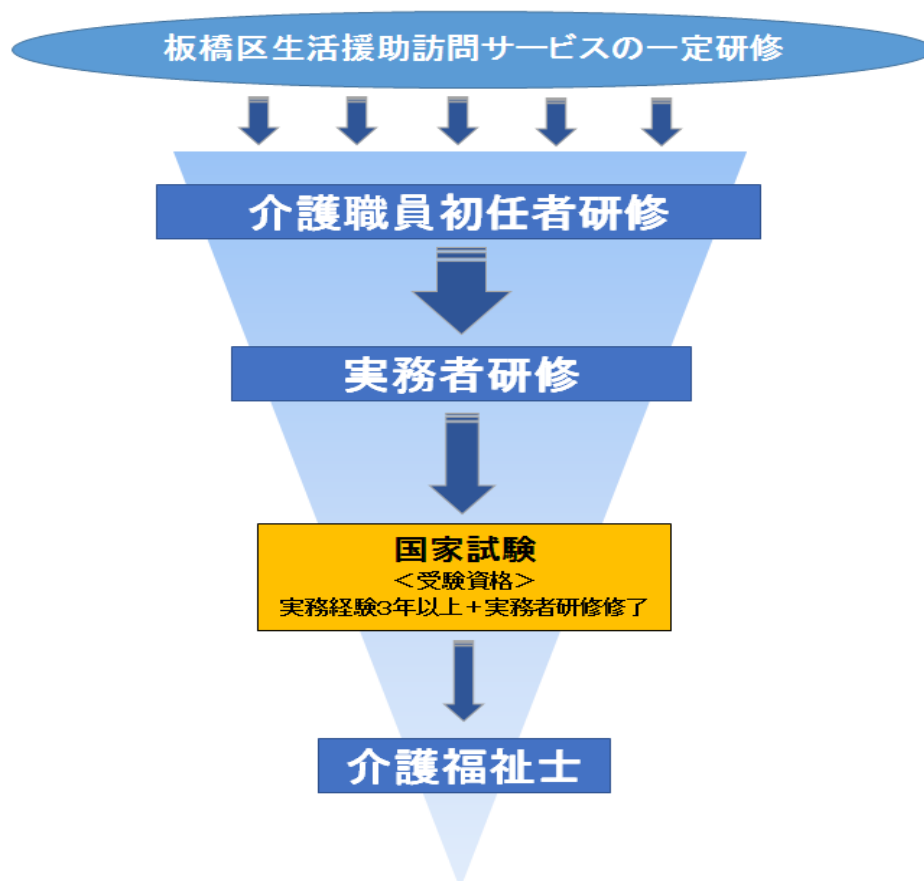 板橋区生活援助訪問サービスの一定研修
介護職員初任者研修
実務者研修
国家試験
＜受験資格＞
実務経験3年以上＋実務者研修修了
介護福祉士